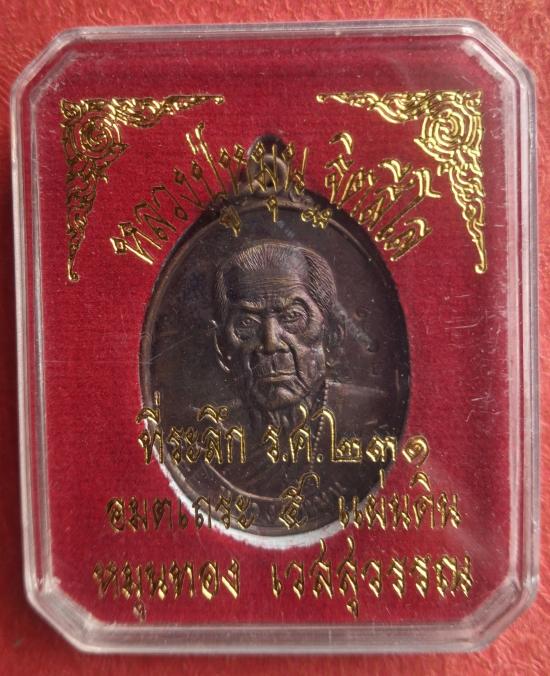 หลวงปู่หมุน ฐิตสีโล
ที่ระลึก ร.ศ.๒๓๑
อมตเถระ ๕ แผ่นดิน
หมุนทอง เวสสุวรรณ